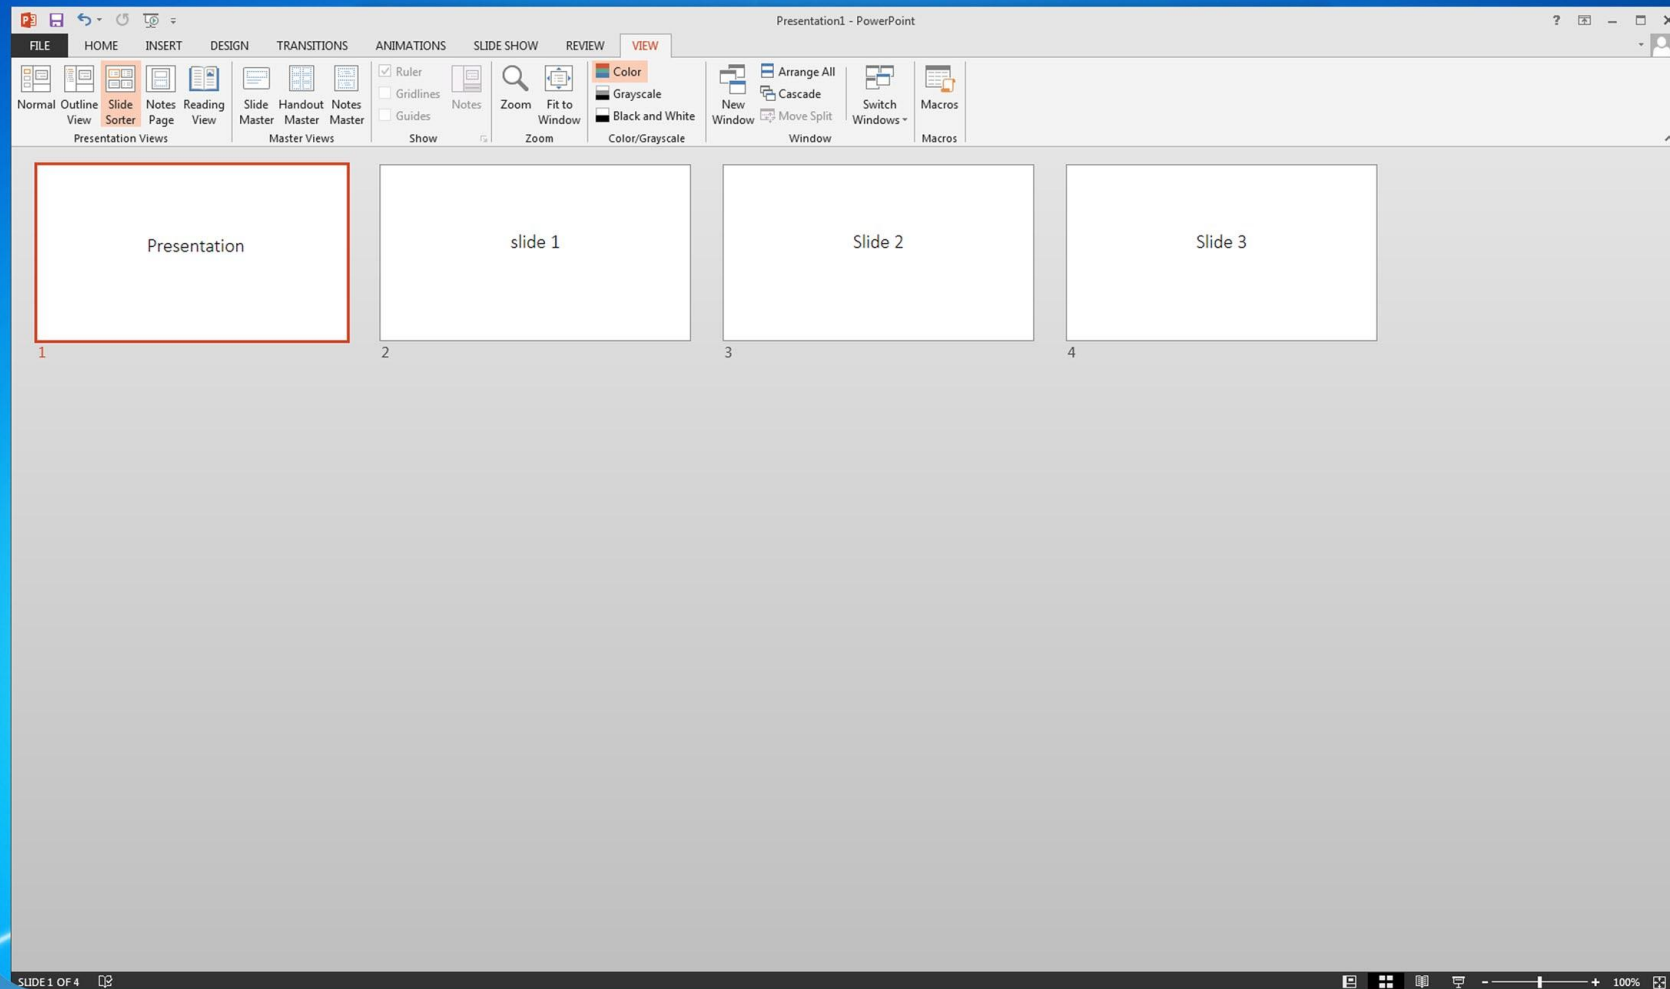 Presentation1 - PowerPoint
?
FILE HOME INSERT DESIGN TRANSITIONS ANIMATIONS SLIDE SHOW REVIEW VIEW
Normal
Outline View
Slide Sorter
Notes Page
Reading View
Presentation Views
Slide Master
Handout Master
Notes Master
Master Views
Ruler
Gridlines
Guides
Notes
Show
Zoom
Fit to Window
Zoom
Color
Grayscale
Black and White
Color/Grayscale
New Window
Arrange All
Cascade
Move Split
Switch Windows
Window
Macros
Macros
Presentation
slide 1
Slide 2
Slide 3
1
2
3
4
SLIDE 1 OF 4
100%